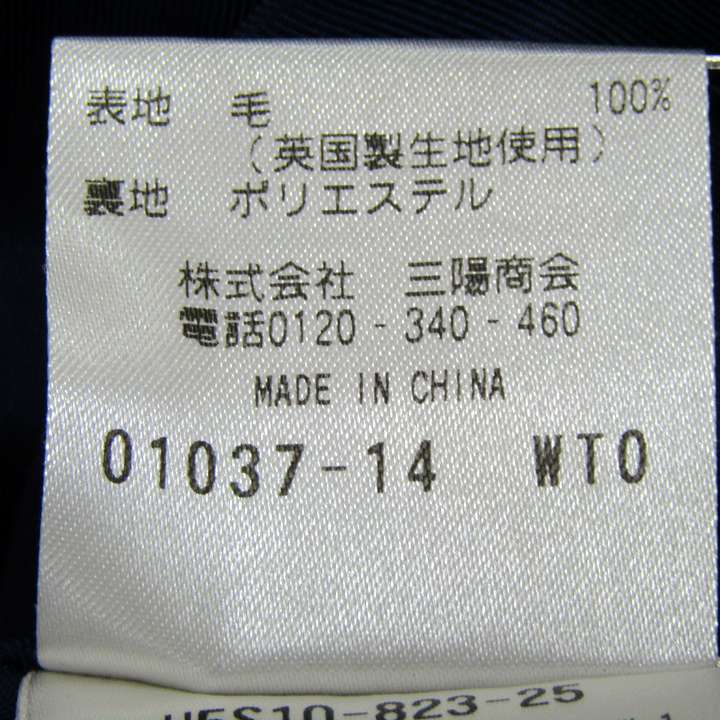 表地 毛 100%
(英国製生地使用)
裏地 ポリエステル
株式会社 三陽商会
電話0120-340-460
MADE IN CHINA
01037-14 WTO